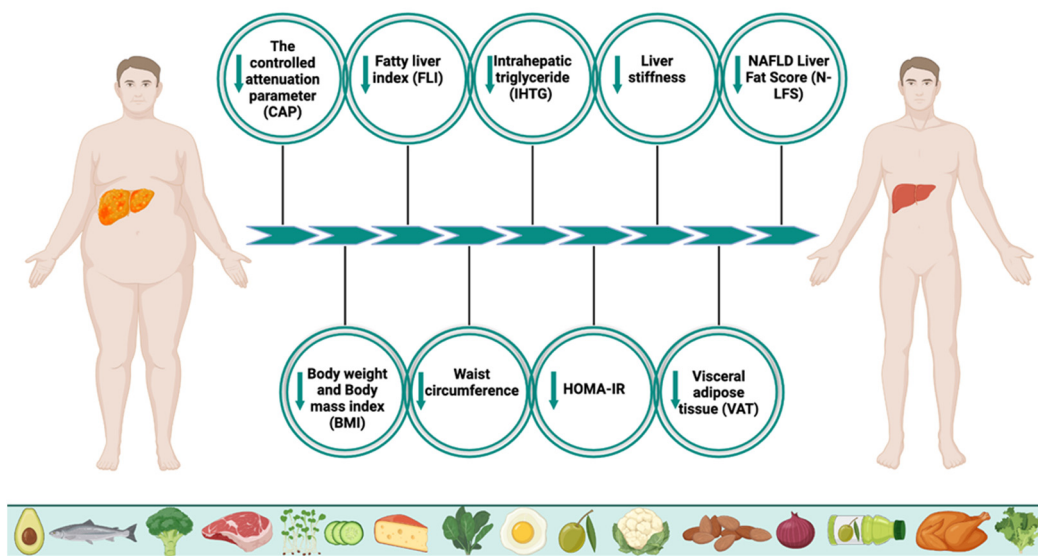 The
controlled
attenuation
parameter
(CAP)
Fatty liver
index (FLI)
Intrahepatic
triglyceride
(IHTG)
Liver
stiffness
NAFLD Liver
Fat Score (N-
LFS)
Body weight
and Body
mass index
(BMI)
Waist
circumference
HOMA-IR
Visceral
adipose
tissue (VAT)